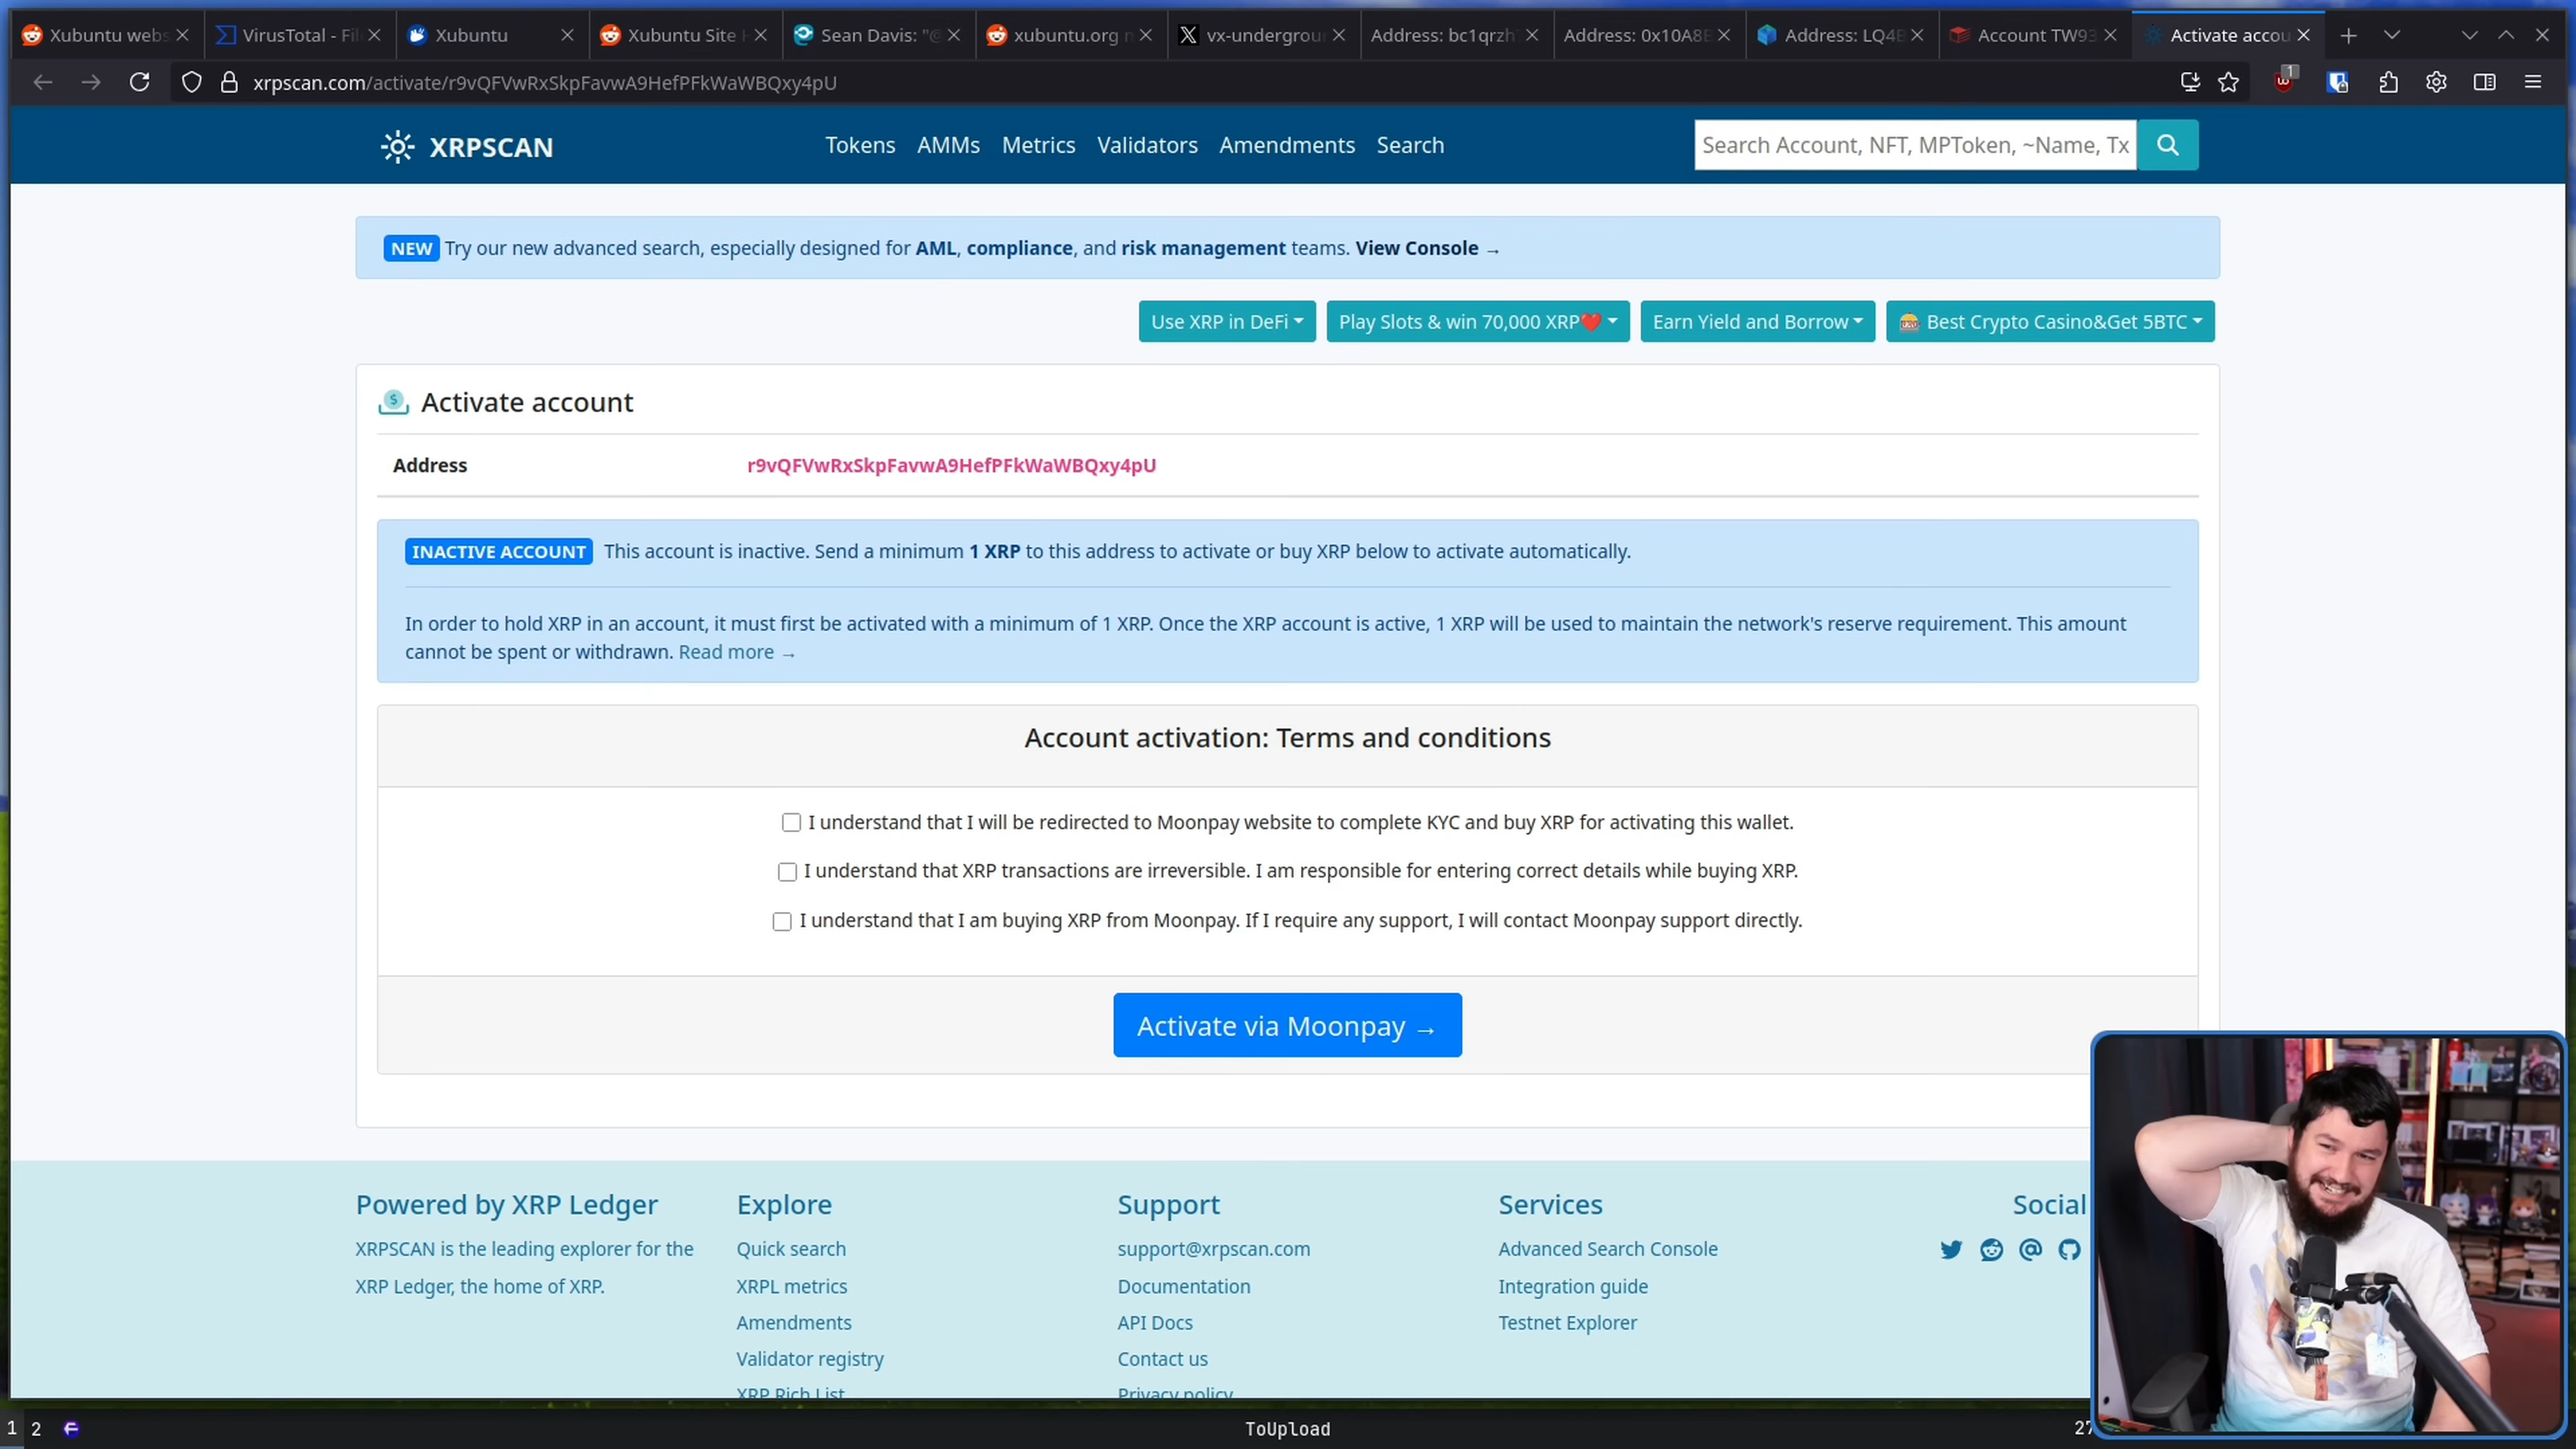 Xubuntu webs
VirusTotal - Fil
Xubuntu
Xubuntu Site H
Sean Davis: "@
xubuntu.org m
vx-undergrou
Address: bc1qrzh
Address: 0x10A8E
Address: LQ4B
Account TW93
Activate accou
xrpscan.com/activate/r9vQFVwRxSkpFavwA9HefPFkWaWBQxy4pU
1
XRPSCAN
Tokens
AMMs
Metrics
Validators
Amendments
Search
Search Account, NFT, MPToken, ~Name, Tx
NEW Try our new advanced search, especially designed for AML, compliance, and risk management teams. View Console →
Use XRP in DeFi
Play Slots & win 70,000 XRP❤️
Earn Yield and Borrow
🎰 Best Crypto Casino&Get 5BTC
Activate account
Address
r9vQFVwRxSkpFavwA9HefPFkWaWBQxy4pU
INACTIVE ACCOUNT This account is inactive. Send a minimum 1 XRP to this address to activate or buy XRP below to activate automatically.
In order to hold XRP in an account, it must first be activated with a minimum of 1 XRP. Once the XRP account is active, 1 XRP will be used to maintain the network's reserve requirement. This amount
cannot be spent or withdrawn. Read more →
Account activation: Terms and conditions
I understand that I will be redirected to Moonpay website to complete KYC and buy XRP for activating this wallet.
I understand that XRP transactions are irreversible. I am responsible for entering correct details while buying XRP.
I understand that I am buying XRP from Moonpay. If I require any support, I will contact Moonpay support directly.
Activate via Moonpay →
Powered by XRP Ledger
XRPSCAN is the leading explorer for the
XRP Ledger, the home of XRP.
Explore
Quick search
XRPL metrics
Amendments
Validator registry
XRP Rich List
Support
support@xrpscan.com
Documentation
API Docs
Contact us
Privacy policy
Services
Advanced Search Console
Integration guide
Testnet Explorer
Social
1
2
ToUpload
27